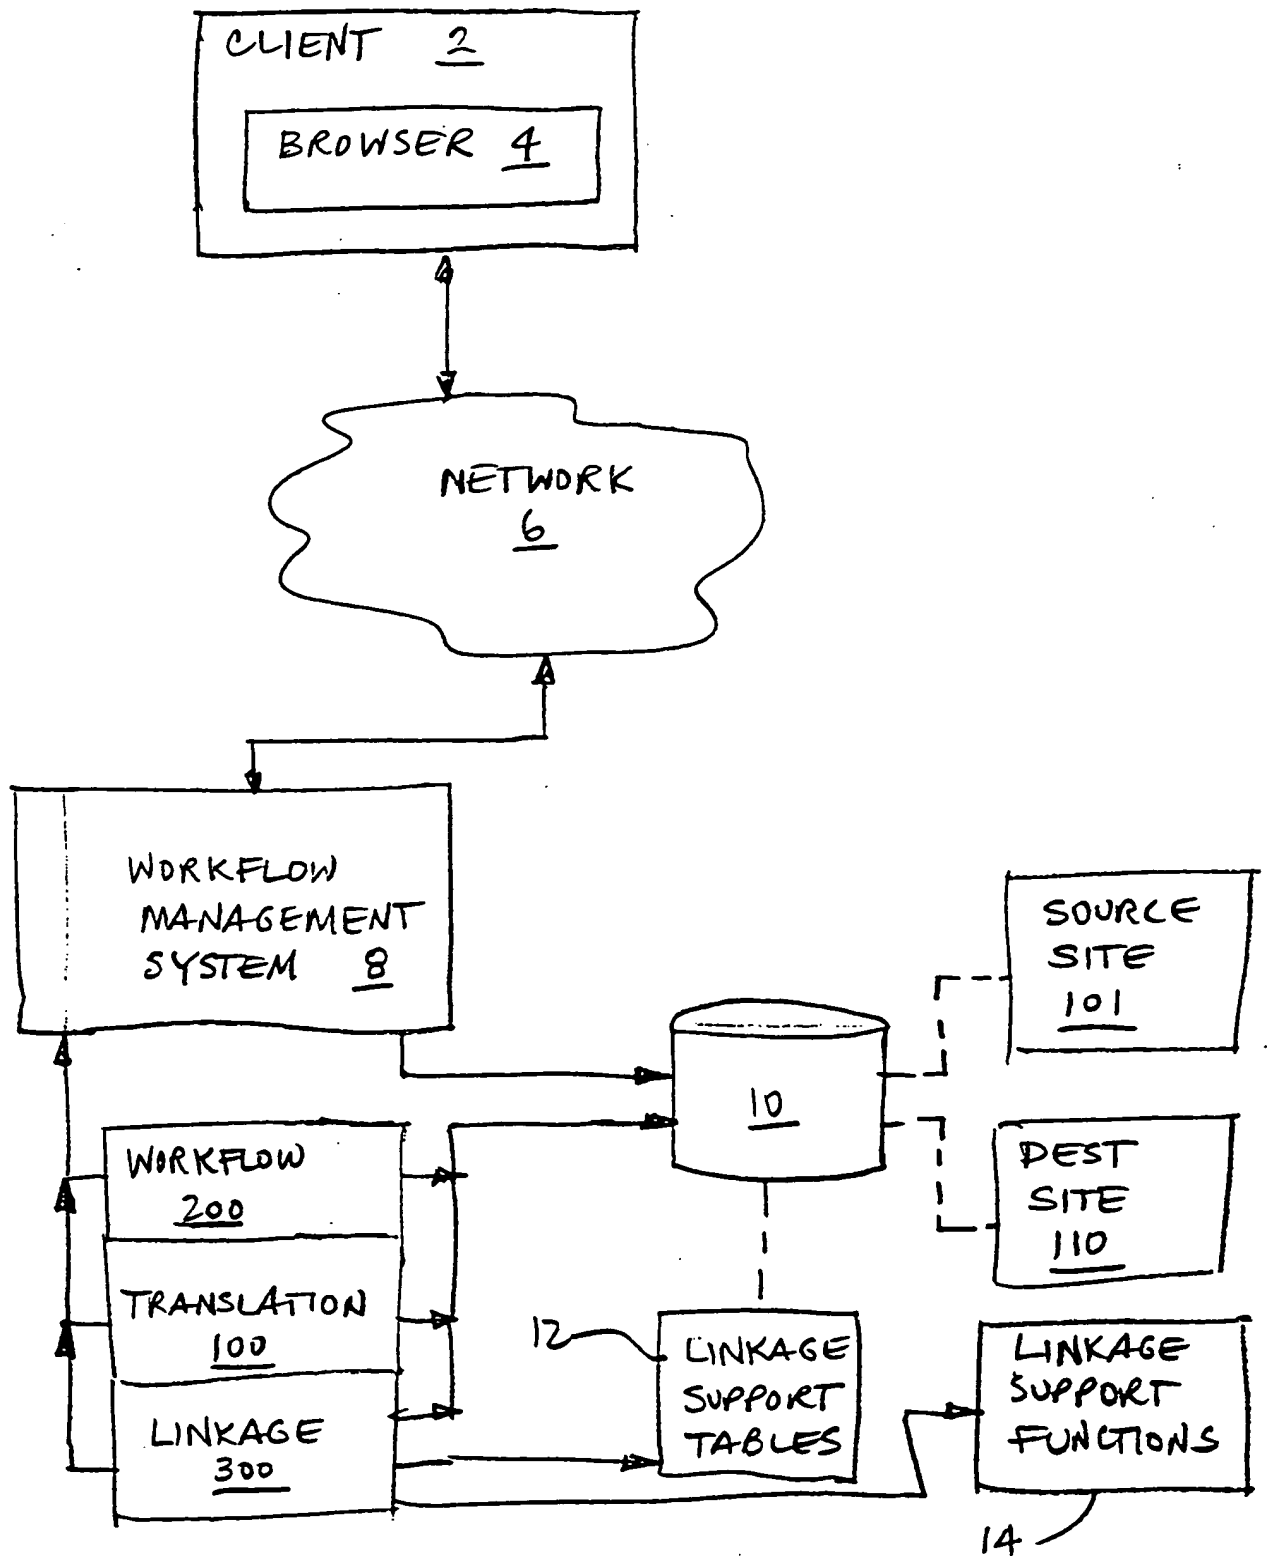 CLIENT 2
BROWSER 4
NETWORK
6
WORKFLOW
MANAGEMENT
SYSTEM 8
SOURCE
SITE
101
10
WORKFLOW
200
DEST
SITE
110
TRANSLATION
100
12
LINKAGE
SUPPORT
TABLES
LINKAGE
SUPPORT
FUNCTIONS
LINKAGE
300
14